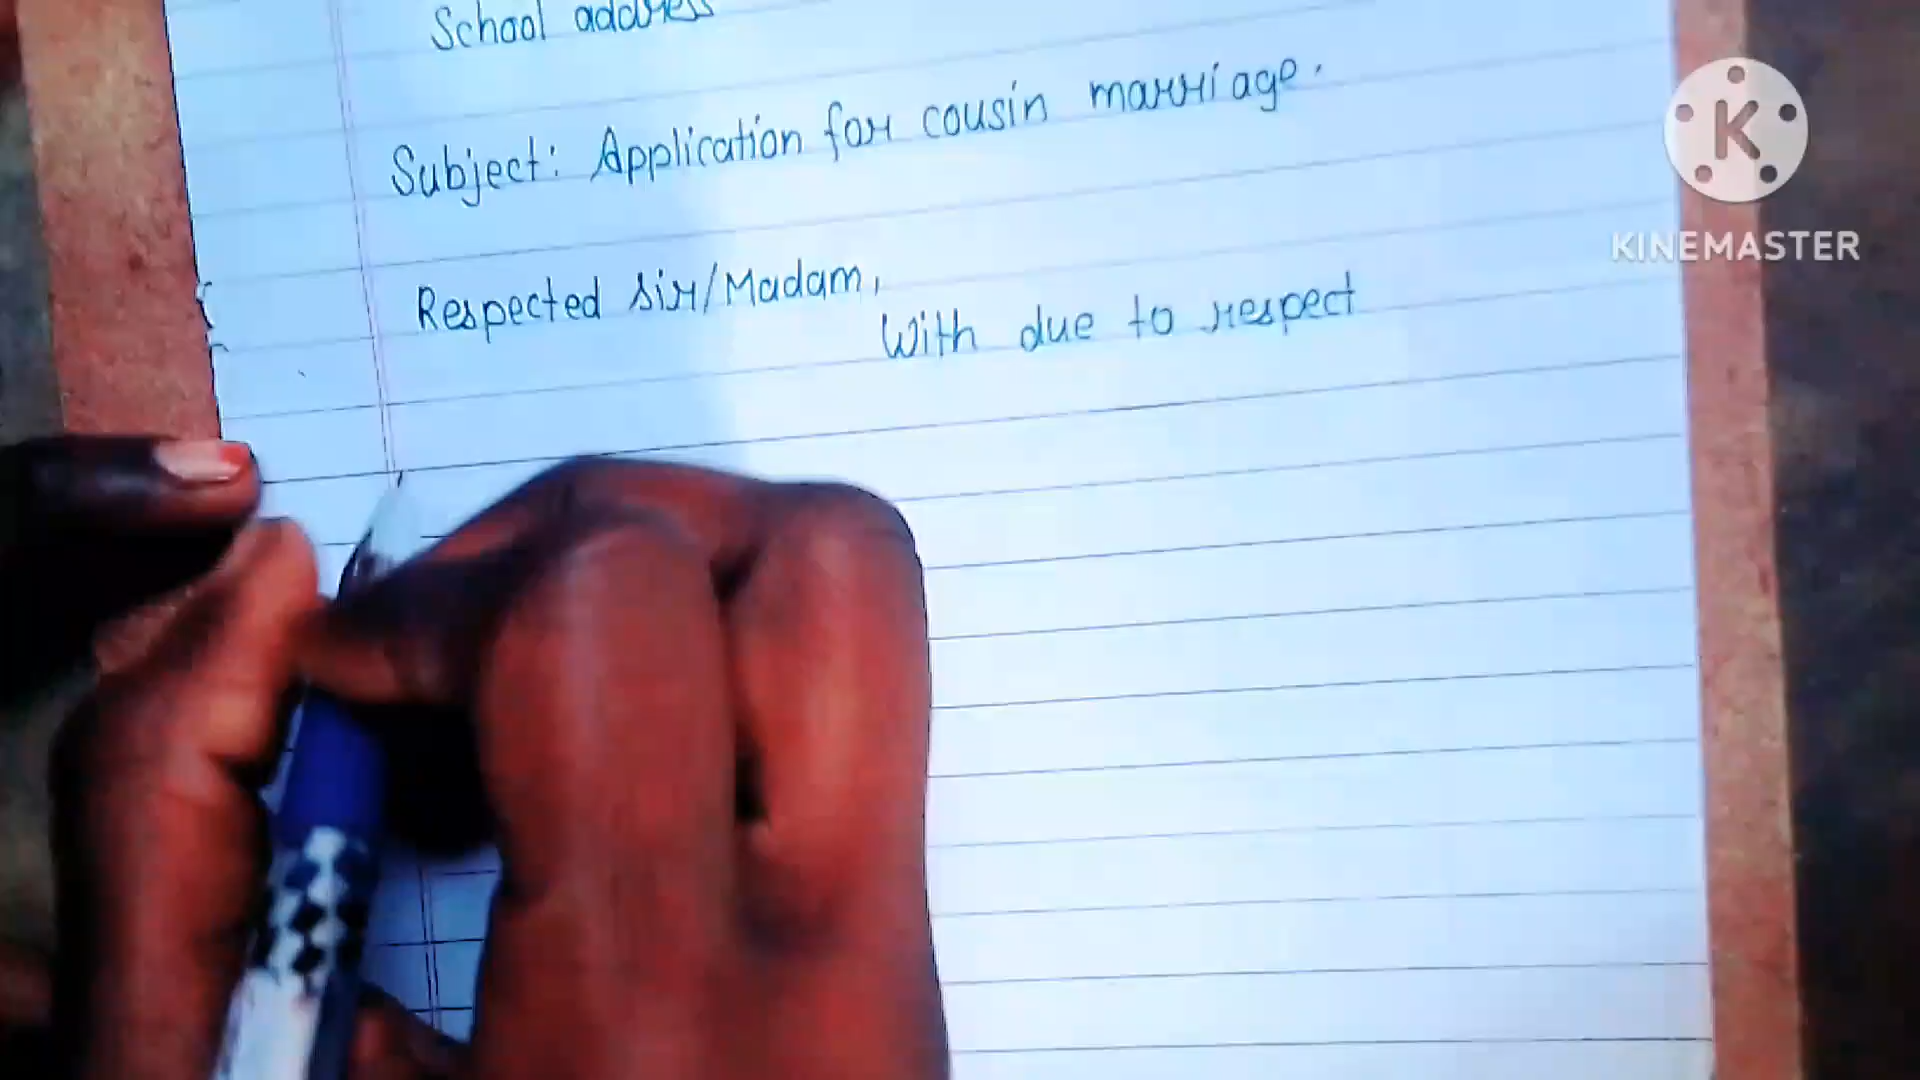 School address
Subject: Application for cousin marriage.
Respected sir/Madam,
With due to respect
K
KINEMASTER